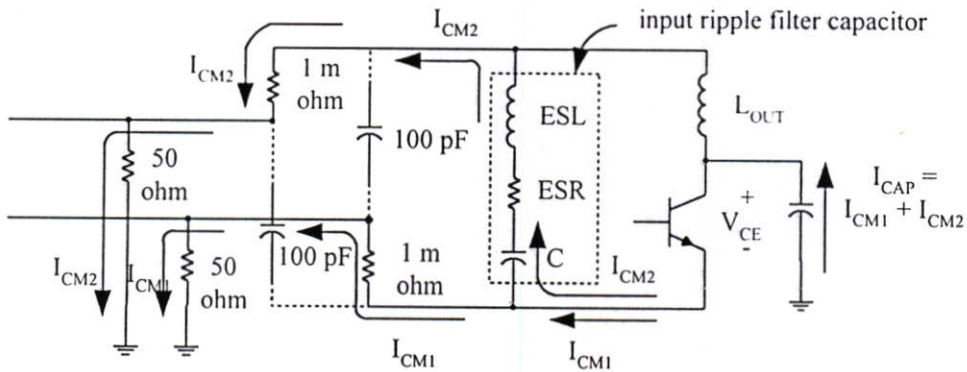 I_CM2
input ripple filter capacitor
I_CM2
1 m
ohm
100 pF
ESL
L_OUT
50
ohm
ESR
+
V_CE
-
I_CAP =
I_CM1 + I_CM2
I_CM2
I_CM1
50
ohm
100 pF
1 m
ohm
C
I_CM2
I_CM1
I_CM1